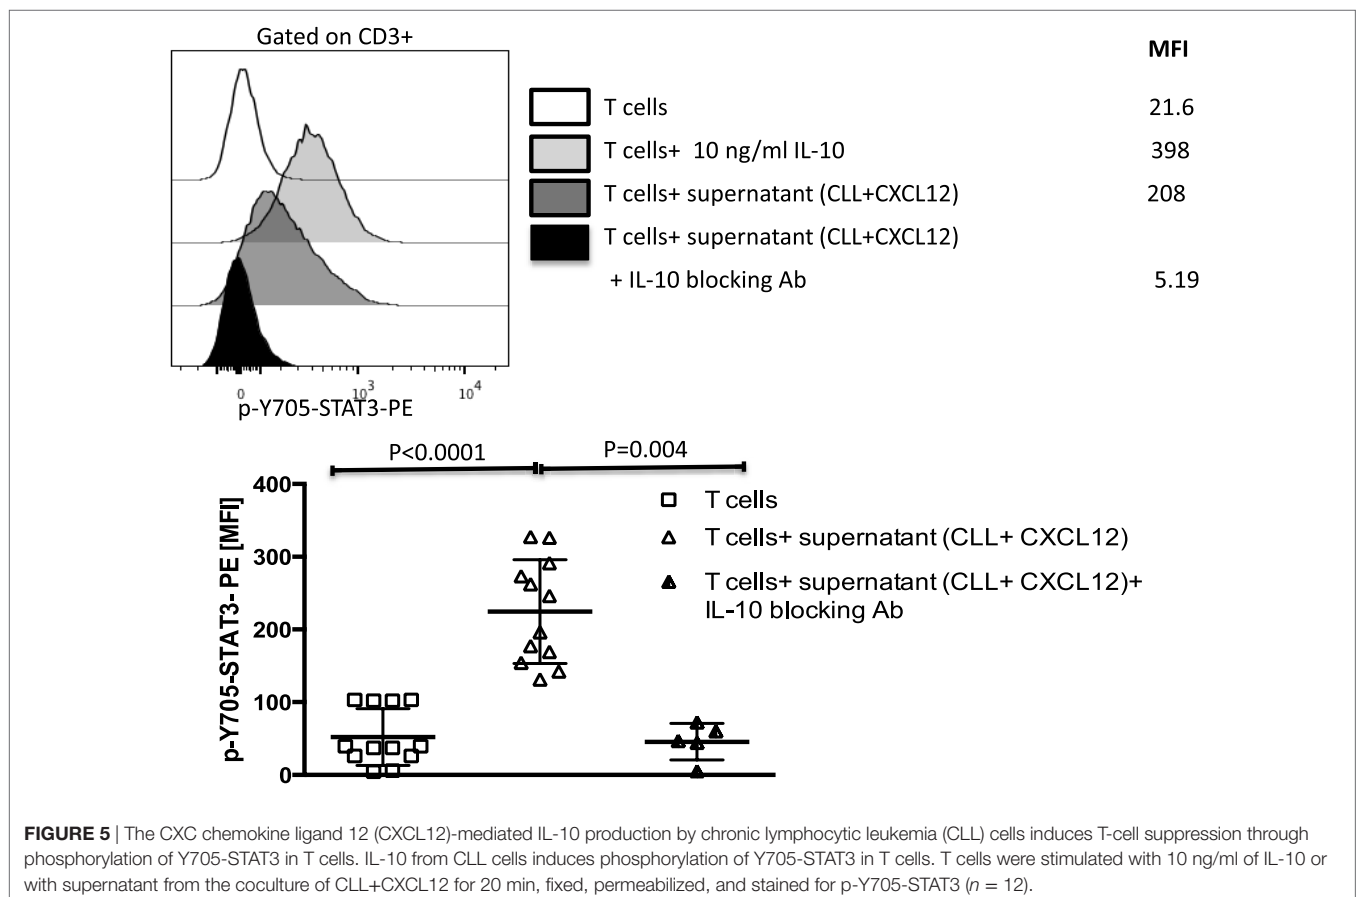 Gated on CD3+
MFI
T cells 21.6
T cells+ 10 ng/ml IL-10 398
T cells+ supernatant (CLL+CXCL12) 208
T cells+ supernatant (CLL+CXCL12)
+ IL-10 blocking Ab 5.19
0 10³ 10⁴
p-Y705-STAT3-PE
P<0.0001 P=0.004
p-Y705-STAT3- PE [MFI]
400
300
200
100
0
T cells
T cells+ supernatant (CLL+ CXCL12)
T cells+ supernatant (CLL+ CXCL12)+
IL-10 blocking Ab
FIGURE 5 | The CXC chemokine ligand 12 (CXCL12)-mediated IL-10 production by chronic lymphocytic leukemia (CLL) cells induces T-cell suppression through
phosphorylation of Y705-STAT3 in T cells. IL-10 from CLL cells induces phosphorylation of Y705-STAT3 in T cells. T cells were stimulated with 10 ng/ml of IL-10 or
with supernatant from the coculture of CLL+CXCL12 for 20 min, fixed, permeabilized, and stained for p-Y705-STAT3 (n = 12).